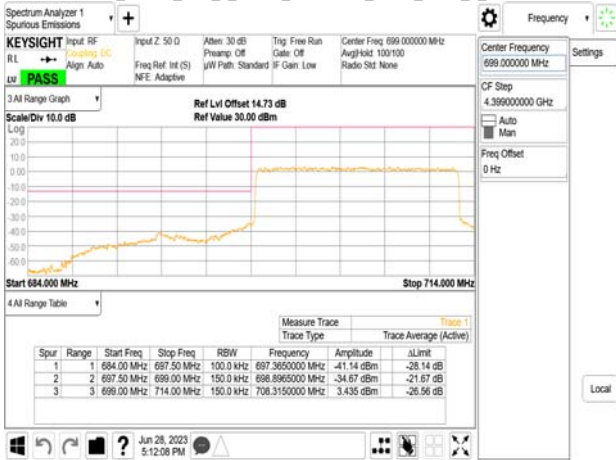 Spectrum Analyzer 1
Spurious Emissions
+
Frequency
KEYSIGHT
Input: RF
Coupling: DC
Align: Auto
Input Z: 50 Ω
Freq Ref: Int (S)
NFE: Adaptive
Atten: 30 dB
Preamp: Off
µW Path: Standard
Trig: Free Run
Gate: Off
IF Gain: Low
Center Freq: 699.000000 MHz
Avg|Hold: 100/100
Radio Std: None
RL
LV PASS
3 All Range Graph
Ref Lvl Offset 14.73 dB
Scale/Div 10.0 dB
Ref Value 30.00 dBm
Log
20.0
10.0
0.00
-10.0
-20.0
-30.0
-40.0
-50.0
-60.0
Start 684.000 MHz
Stop 714.000 MHz
4 All Range Table
Measure Trace Trace 1
Trace Type Trace Average (Active)
Spur Range Start Freq Stop Freq RBW Frequency Amplitude ΔLimit
1 1 684.00 MHz 697.50 MHz 100.0 kHz 697.3650000 MHz -41.14 dBm -28.14 dB
2 2 697.50 MHz 699.00 MHz 150.0 kHz 698.8965000 MHz -34.67 dBm -21.67 dB
3 3 699.00 MHz 714.00 MHz 150.0 kHz 708.3150000 MHz 3.435 dBm -26.56 dB
Center Frequency
699.000000 MHz
Settings
CF Step
4.399000000 GHz
Auto
Man
Freq Offset
0 Hz
Local
?
Jun 28, 2023
5:12:08 PM